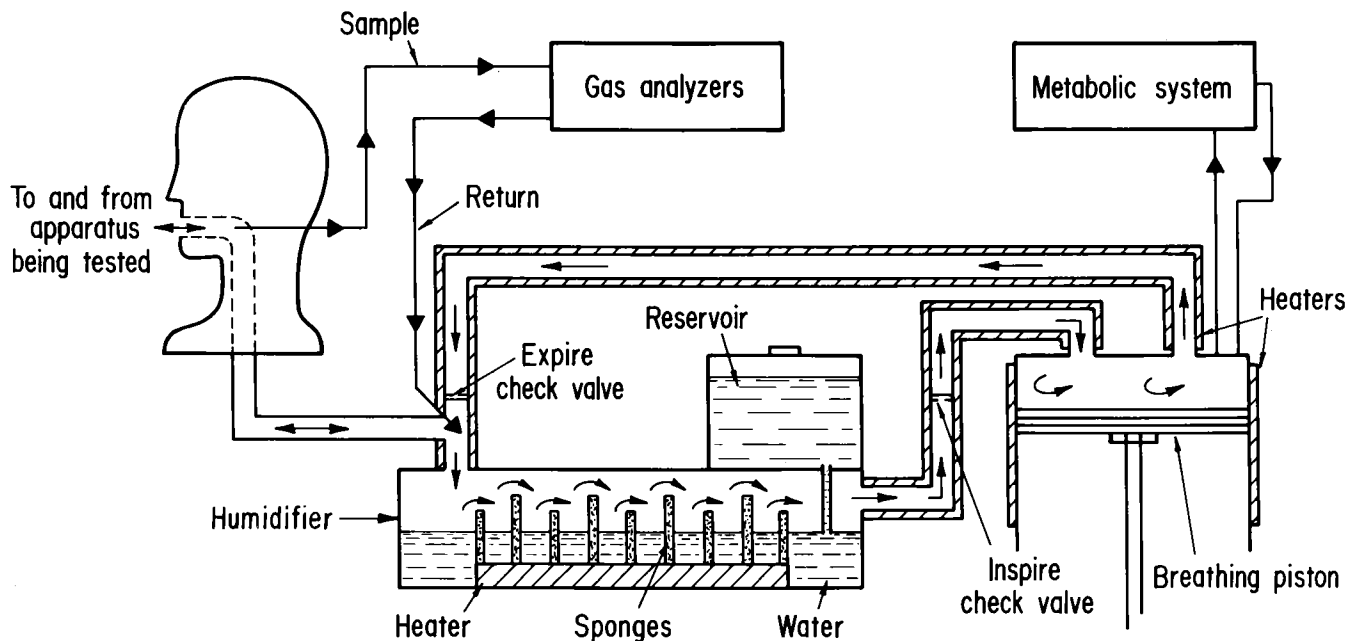 Sample
Gas analyzers
Metabolic system
To and from
apparatus
being tested
Return
Heaters
Reservoir
Expire
check valve
Humidifier
Inspire
check valve
Breathing piston
Heater
Sponges
Water